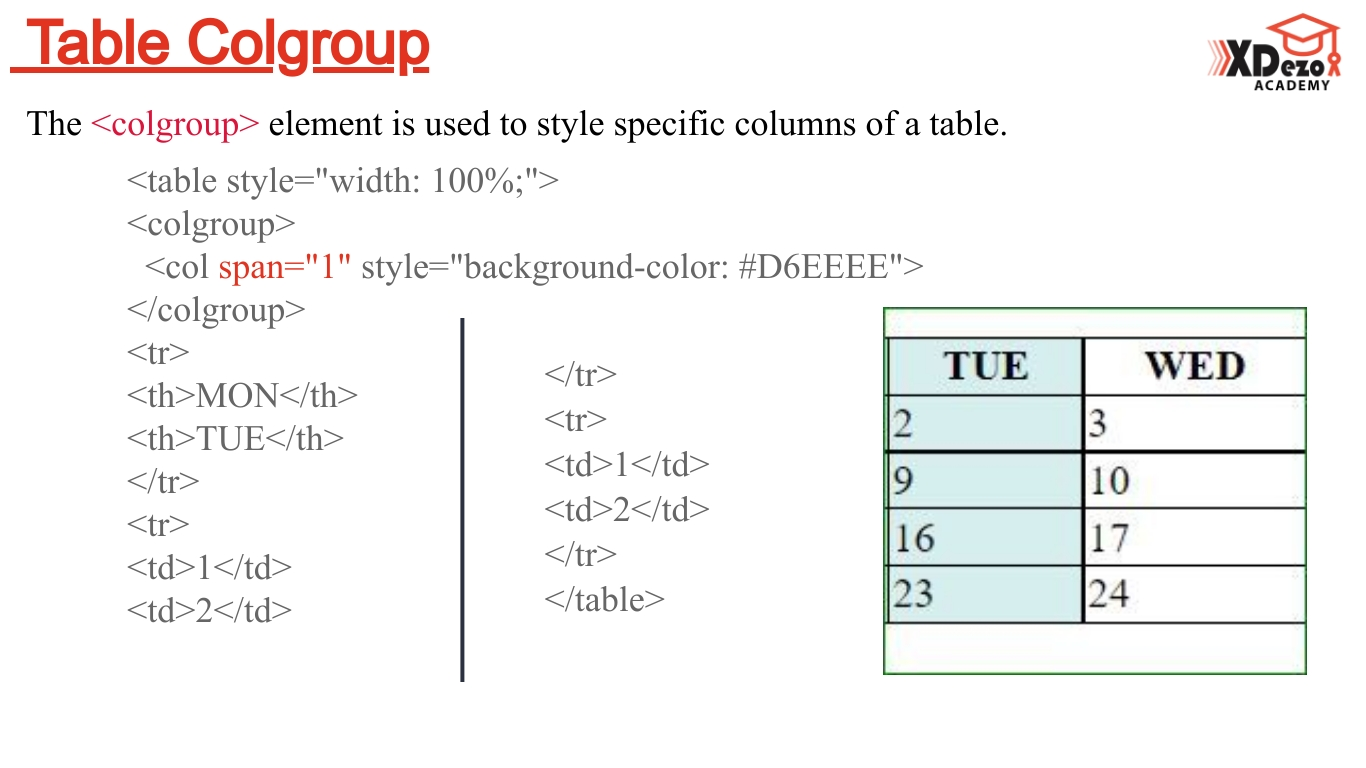 Table Colgroup
XDezo
ACADEMY
The <colgroup> element is used to style specific columns of a table.
<table style="width: 100%;">
<colgroup>
<col span="1" style="background-color: #D6EEEE">
</colgroup>
<tr>
<th>MON</th>
<th>TUE</th>
</tr>
<tr>
<td>1</td>
<td>2</td>
</tr>
<tr>
<td>1</td>
<td>2</td>
</tr>
</table>
TUE WED
2 3
9 10
16 17
23 24